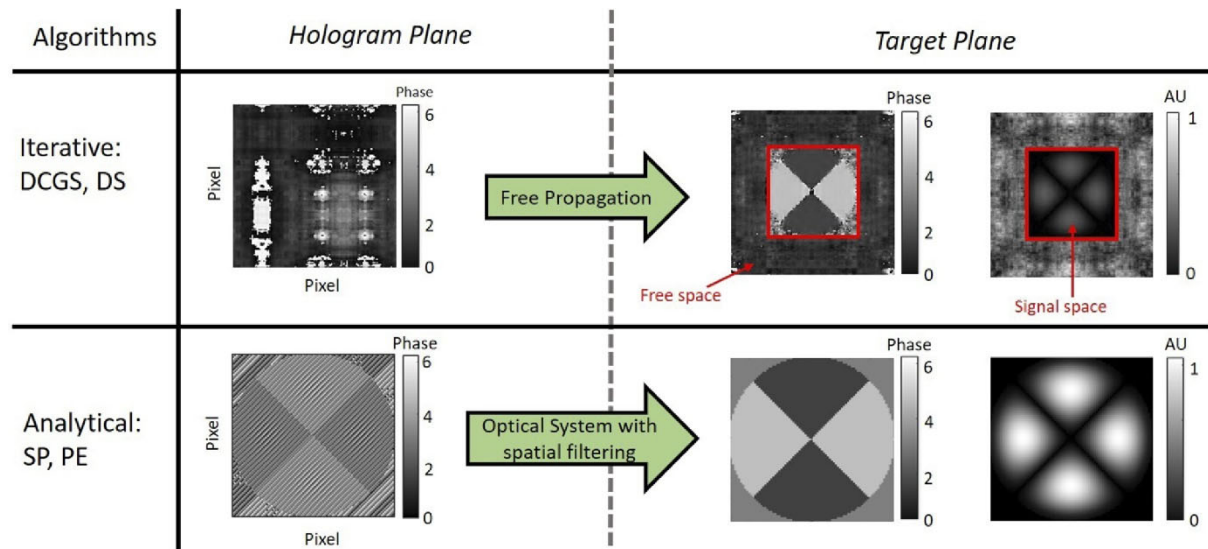 Algorithms
Hologram Plane
Target Plane
Iterative:
DCGS, DS
Pixel
Pixel
Phase
6
4
2
0
Free Propagation
Phase
6
4
2
0
Free space
AU
1
0
Signal space
Analytical:
SP, PE
Pixel
Pixel
Phase
6
4
2
0
Optical System with
spatial filtering
Phase
6
4
2
0
AU
1
0